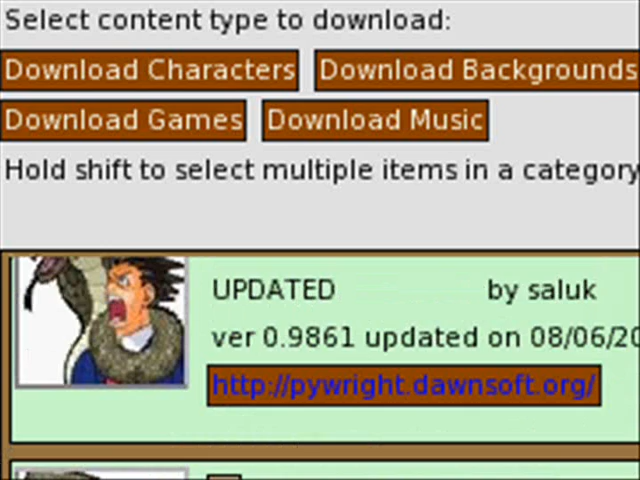 Select content type to download:
Download Characters Download Backgrounds
Download Games Download Music
Hold shift to select multiple items in a category
UPDATED by saluk
ver 0.9861 updated on 08/06/20
http://pywright.dawnsoft.org/